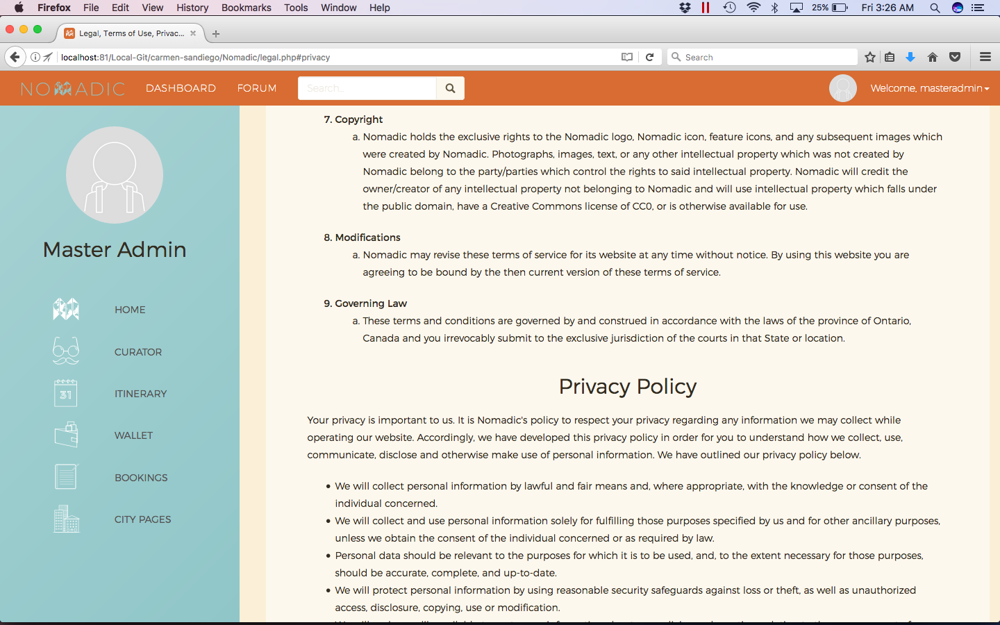 Firefox File Edit View History Bookmarks Tools Window Help 25% Fri 3:26 AM
Legal, Terms of Use, Privac...
localhost:81/Local-Git/carmen-sandiego/Nomadic/legal.php#privacy Search
NOMADIC DASHBOARD FORUM Search... Welcome, masteradmin
Master Admin
HOME
CURATOR
31 ITINERARY
WALLET
BOOKINGS
CITY PAGES
7. Copyright
a. Nomadic holds the exclusive rights to the Nomadic logo, Nomadic icon, feature icons, and any subsequent images which
were created by Nomadic. Photographs, images, text, or any other intellectual property which was not created by
Nomadic belong to the party/parties which control the rights to said intellectual property. Nomadic will credit the
owner/creator of any intellectual property not belonging to Nomadic and will use intellectual property which falls under
the public domain, have a Creative Commons license of CC0, or is otherwise available for use.
8. Modifications
a. Nomadic may revise these terms of service for its website at any time without notice. By using this website you are
agreeing to be bound by the then current version of these terms of service.
9. Governing Law
a. These terms and conditions are governed by and construed in accordance with the laws of the province of Ontario,
Canada and you irrevocably submit to the exclusive jurisdiction of the courts in that State or location.
Privacy Policy
Your privacy is important to us. It is Nomadic's policy to respect your privacy regarding any information we may collect while
operating our website. Accordingly, we have developed this privacy policy in order for you to understand how we collect, use,
communicate, disclose and otherwise make use of personal information. We have outlined our privacy policy below.
• We will collect personal information by lawful and fair means and, where appropriate, with the knowledge or consent of the
individual concerned.
• We will collect and use personal information solely for fulfilling those purposes specified by us and for other ancillary purposes,
unless we obtain the consent of the individual concerned or as required by law.
• Personal data should be relevant to the purposes for which it is to be used, and, to the extent necessary for those purposes,
should be accurate, complete, and up-to-date.
• We will protect personal information by using reasonable security safeguards against loss or theft, as well as unauthorized
access, disclosure, copying, use or modification.